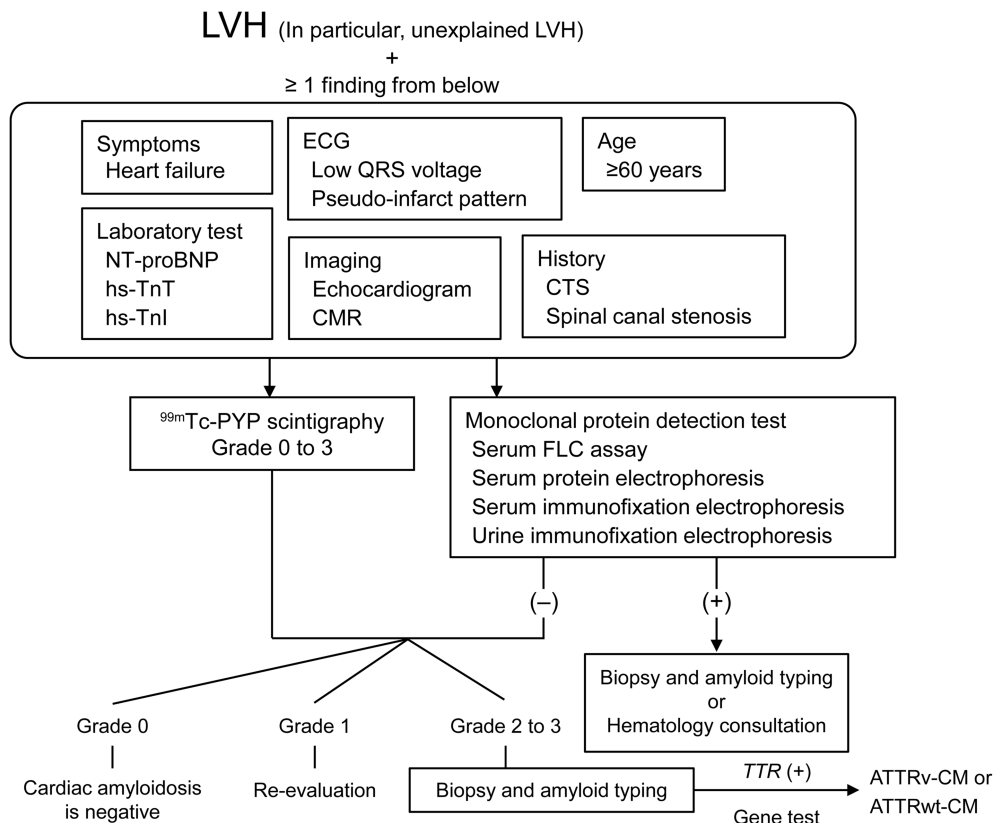 LVH (In particular, unexplained LVH)
+
≥ 1 finding from below
Symptoms
Heart failure
ECG
Low QRS voltage
Pseudo-infarct pattern
Age
≥60 years
Laboratory test
NT-proBNP
hs-TnT
hs-TnI
Imaging
Echocardiogram
CMR
History
CTS
Spinal canal stenosis
99mTc-PYP scintigraphy
Grade 0 to 3
Monoclonal protein detection test
Serum FLC assay
Serum protein electrophoresis
Serum immunofixation electrophoresis
Urine immunofixation electrophoresis
(–)
(+)
Biopsy and amyloid typing
or
Hematology consultation
Grade 0
Grade 1
Grade 2 to 3
Cardiac amyloidosis
is negative
Re-evaluation
Biopsy and amyloid typing
TTR (+)
Gene test
ATTRv-CM or
ATTRwt-CM